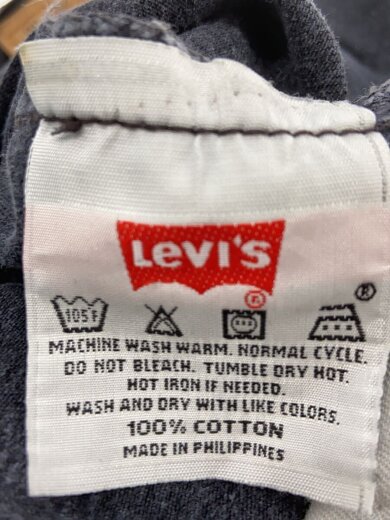 Levi's
®
®
105F
MACHINE WASH WARM. NORMAL CYCLE.
DO NOT BLEACH. TUMBLE DRY HOT.
HOT IRON IF NEEDED.
WASH AND DRY WITH LIKE COLORS.
100% COTTON
MADE IN PHILIPPINES